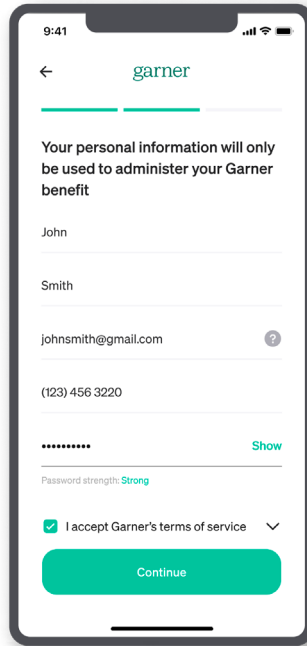 9:41
garner
Your personal information will only
be used to administer your Garner
benefit
John
Smith
johnsmith@gmail.com ?
(123) 456 3220
•••••••••• Show
Password strength: Strong
I accept Garner's terms of service
Continue